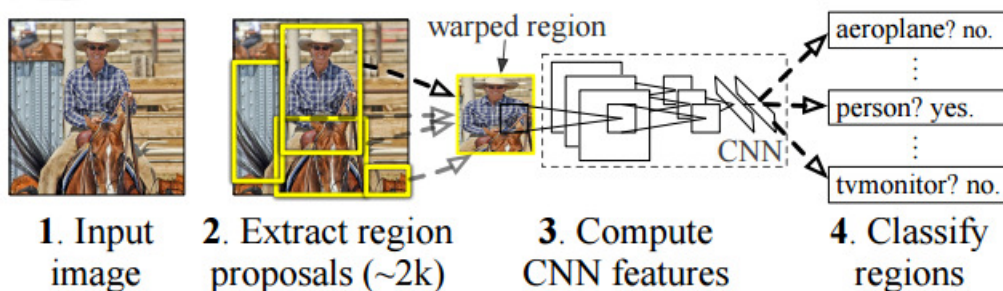 warped region
aeroplane? no.
person? yes.
CNN
tvmonitor? no.
1. Input
image
2. Extract region
proposals (~2k)
3. Compute
CNN features
4. Classify
regions